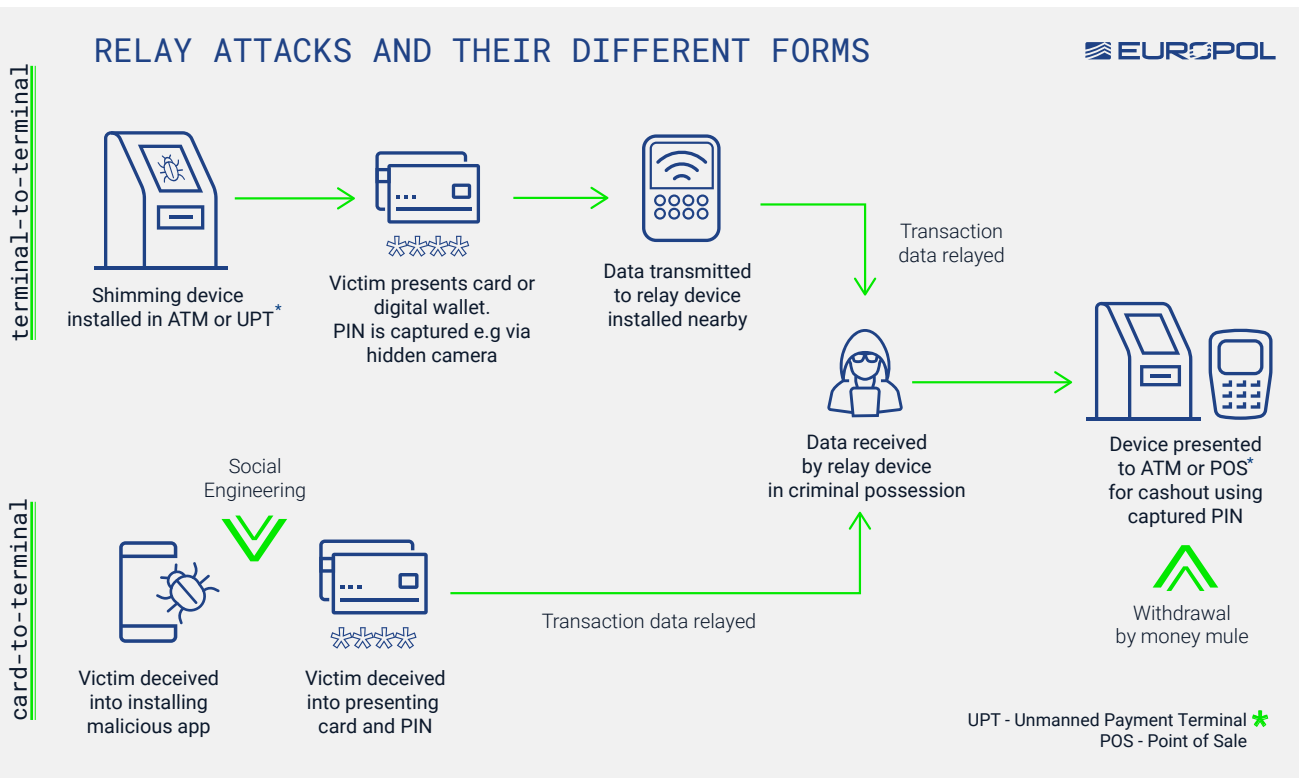 RELAY ATTACKS AND THEIR DIFFERENT FORMS
EUROPOL
terminal-to-terminal
Shimming device
installed in ATM or UPT*
Victim presents card or
digital wallet.
PIN is captured e.g via
hidden camera
Data transmitted
to relay device
installed nearby
Transaction
data relayed
Data received
by relay device
in criminal possession
Device presented
to ATM or POS*
for cashout using
captured PIN
Withdrawal
by money mule
card-to-terminal
Social
Engineering
Victim deceived
into installing
malicious app
Victim deceived
into presenting
card and PIN
Transaction data relayed
UPT - Unmanned Payment Terminal *
POS - Point of Sale